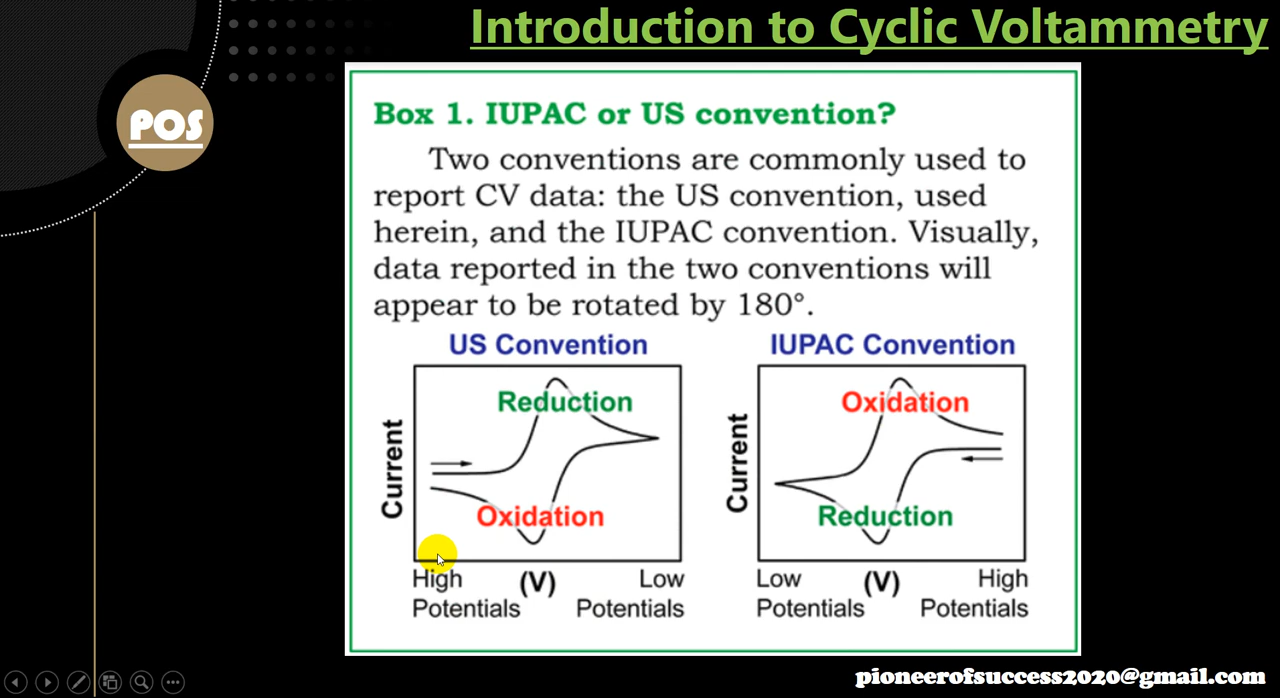 Introduction to Cyclic Voltammetry
POS
Box 1. IUPAC or US convention?
Two conventions are commonly used to
report CV data: the US convention, used
herein, and the IUPAC convention. Visually,
data reported in the two conventions will
appear to be rotated by 180°.
US Convention
Current
Reduction
Oxidation
High Potentials
(V)
Low Potentials
IUPAC Convention
Current
Oxidation
Reduction
Low Potentials
(V)
High Potentials
pioneerofsuccess2020@gmail.com